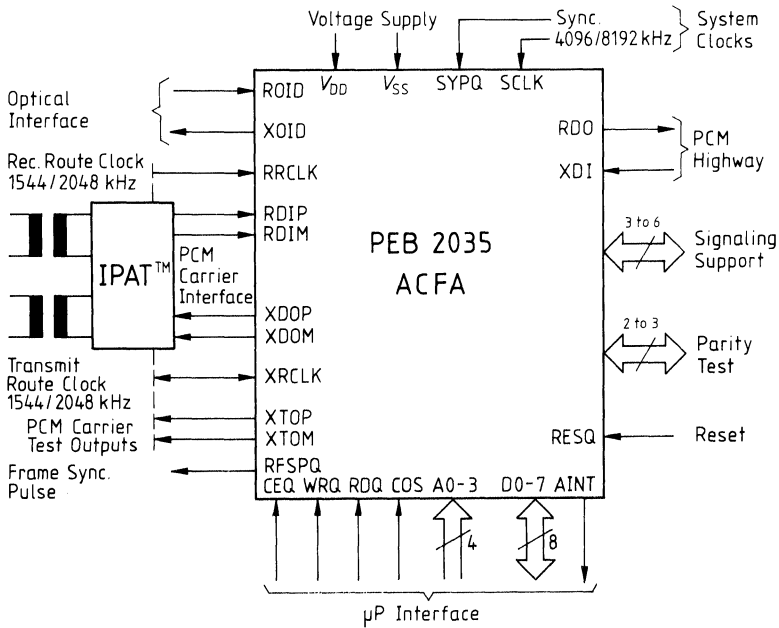 Voltage Supply
Sync.
4096/8192 kHz
System
Clocks
VDD
VSS
SYPQ
SCLK
Optical
Interface
ROID
XOID
RDO
XDI
PCM
Highway
Rec. Route Clock
1544/2048 kHz
RRCLK
RDIP
RDIM
IPAT™
PCM
Carrier
Interface
PEB 2035
ACFA
3 to 6
Signaling
Support
XDOP
XDOM
2 to 3
Parity
Test
Transmit
Route Clock
1544/2048 kHz
XRCLK
PCM Carrier
Test Outputs
XTOP
XTOM
RESQ
Reset
Frame Sync.
Pulse
RFSPQ
CEQ WRQ RDQ COS A0-3 D0-7 AINT
4
8
µP Interface